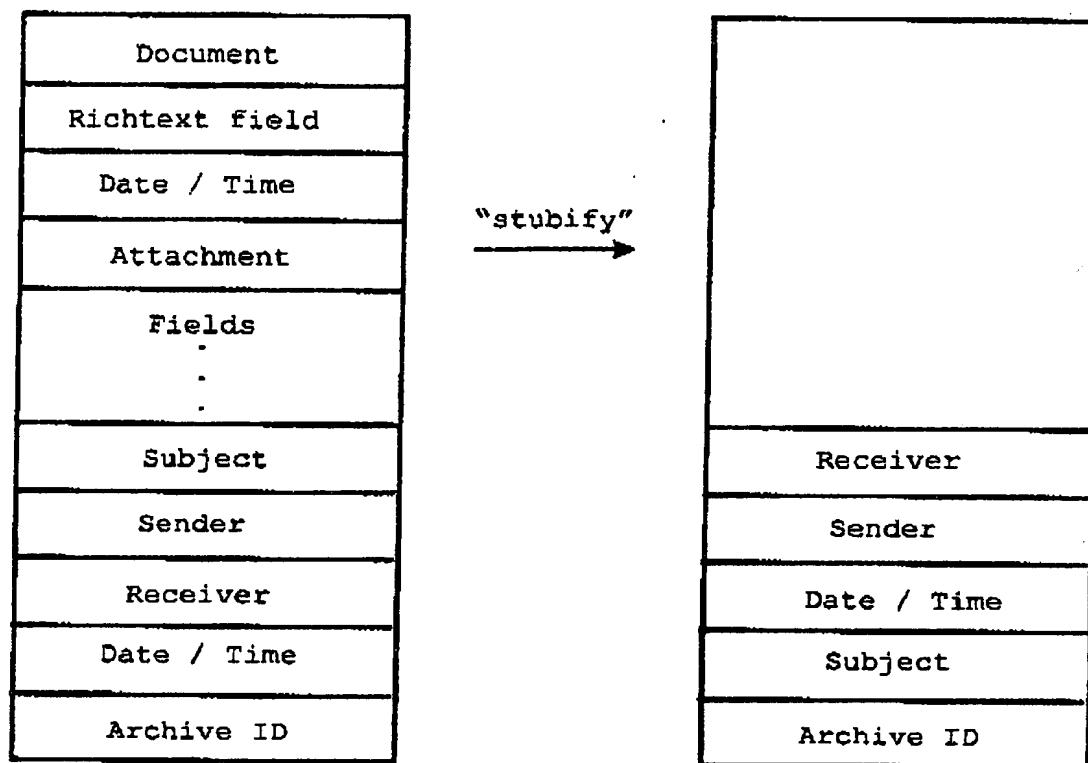 Document
Richtext field
Date / Time
Attachment
Fields
.
.
.
Subject
Sender
Receiver
Date / Time
Archive ID
"stubify"
Receiver
Sender
Date / Time
Subject
Archive ID